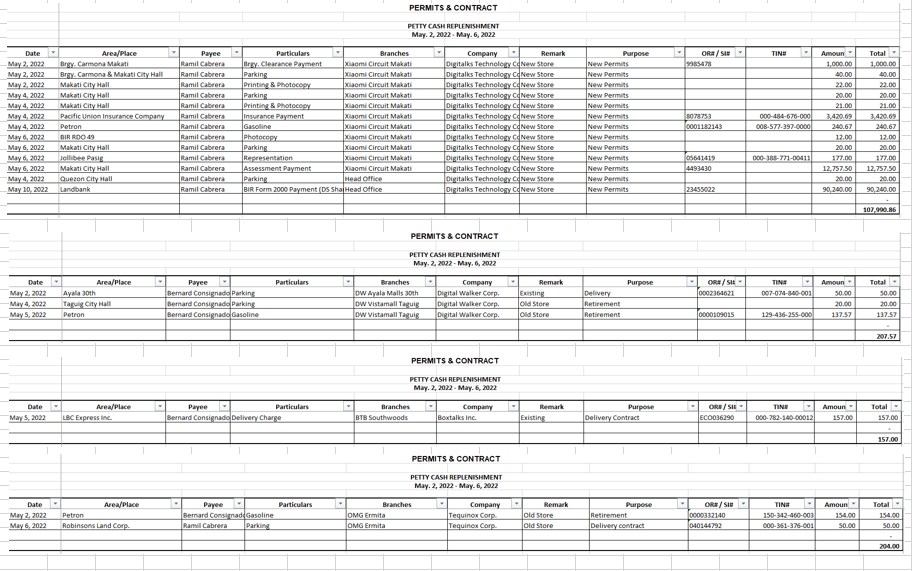 PERMITS & CONTRACT
PETTY CASH REPLENISHMENT
May. 2, 2022 - May. 6, 2022
Date Area/Place Payee Particulars Branches Company Remark Purpose OR# / SI# TIN# Amoun Total
May 2, 2022 Brgy. Carmona Makati Ramil Cabrera Brgy. Clearance Payment Xiaomi Circuit Makati Digitalks Technology Co New Store New Permits 9985478 1,000.00 1,000.00
May 2, 2022 Brgy. Carmona & Makati City Hall Ramil Cabrera Parking Xiaomi Circuit Makati Digitalks Technology Co New Store New Permits 40.00 40.00
May 2, 2022 Makati City Hall Ramil Cabrera Printing & Photocopy Xiaomi Circuit Makati Digitalks Technology Co New Store New Permits 22.00 22.00
May 4, 2022 Makati City Hall Ramil Cabrera Parking Xiaomi Circuit Makati Digitalks Technology Co New Store New Permits 20.00 20.00
May 4, 2022 Makati City Hall Ramil Cabrera Printing & Photocopy Xiaomi Circuit Makati Digitalks Technology Co New Store New Permits 21.00 21.00
May 4, 2022 Pacific Union Insurance Company Ramil Cabrera Insurance Payment Xiaomi Circuit Makati Digitalks Technology Co New Store New Permits 8078753 000-484-676-000 3,420.69 3,420.69
May 4, 2022 Petron Ramil Cabrera Gasoline Xiaomi Circuit Makati Digitalks Technology Co New Store New Permits 0001182143 008-577-397-0000 240.67 240.67
May 6, 2022 BIR RDO 49 Ramil Cabrera Photocopy Xiaomi Circuit Makati Digitalks Technology Co New Store New Permits 12.00 12.00
May 6, 2022 Makati City Hall Ramil Cabrera Parking Xiaomi Circuit Makati Digitalks Technology Co New Store New Permits 20.00 20.00
May 6, 2022 Jollibee Pasig Ramil Cabrera Representation Xiaomi Circuit Makati Digitalks Technology Co New Store New Permits 05641419 000-388-771-00411 177.00 177.00
May 6, 2022 Makati City Hall Ramil Cabrera Assessment Payment Xiaomi Circuit Makati Digitalks Technology Co New Store New Permits 4493430 12,757.50 12,757.50
May 4, 2022 Quezon City Hall Ramil Cabrera Parking Head Office Digitalks Technology Co New Store New Permits 20.00 20.00
May 10, 2022 Landbank Ramil Cabrera BIR Form 2000 Payment (DS Sha Head Office Digitalks Technology Co New Store New Permits 23455022 90,240.00 90,240.00
-
107,990.86
PERMITS & CONTRACT
PETTY CASH REPLENISHMENT
May. 2, 2022 - May. 6, 2022
Date Area/Place Payee Particulars Branches Company Remark Purpose OR# / SI# TIN# Amoun Total
May 2, 2022 Ayala 30th Bernard Consignado Parking DW Ayala Malls 30th Digital Walker Corp. Existing Delivery 0002364621 007-074-840-001 50.00 50.00
May 4, 2022 Taguig City Hall Bernard Consignado Parking DW Vistamall Taguig Digital Walker Corp. Old Store Retirement 20.00 20.00
May 5, 2022 Petron Bernard Consignado Gasoline DW Vistamall Taguig Digital Walker Corp. Old Store Retirement 0000109015 129-436-255-000 137.57 137.57
-
207.57
PERMITS & CONTRACT
PETTY CASH REPLENISHMENT
May. 2, 2022 - May. 6, 2022
Date Area/Place Payee Particulars Branches Company Remark Purpose OR# / SI# TIN# Amoun Total
May 5, 2022 LBC Express Inc. Bernard Consignado Delivery Charge BTB Southwoods Boxtalks Inc. Existing Delivery Contract ECO036290 000-782-140-00012 157.00 157.00
-
157.00
PERMITS & CONTRACT
PETTY CASH REPLENISHMENT
May. 2, 2022 - May. 6, 2022
Date Area/Place Payee Particulars Branches Company Remark Purpose OR# / SI# TIN# Amoun Total
May 2, 2022 Petron Bernard Consignado Gasoline OMG Ermita Tequinox Corp. Old Store Retirement 0000332140 150-342-460-003 154.00 154.00
May 6, 2022 Robinsons Land Corp. Ramil Cabrera Parking OMG Ermita Tequinox Corp. Old Store Delivery contract 040144792 000-361-376-001 50.00 50.00
-
204.00